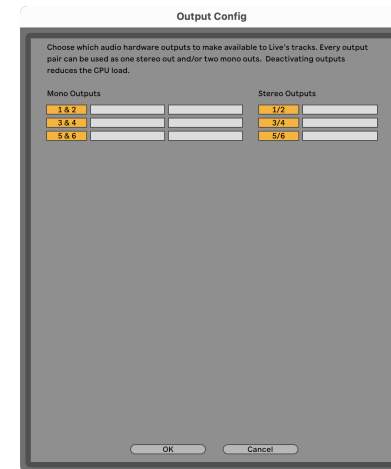 Output Config
Choose which audio hardware outputs to make available to Live's tracks. Every output
pair can be used as one stereo out and/or two mono outs.  Deactivating outputs
reduces the CPU load.
Mono Outputs
Stereo Outputs
1 & 2
1/2
3 & 4
3/4
5 & 6
5/6
OK
Cancel